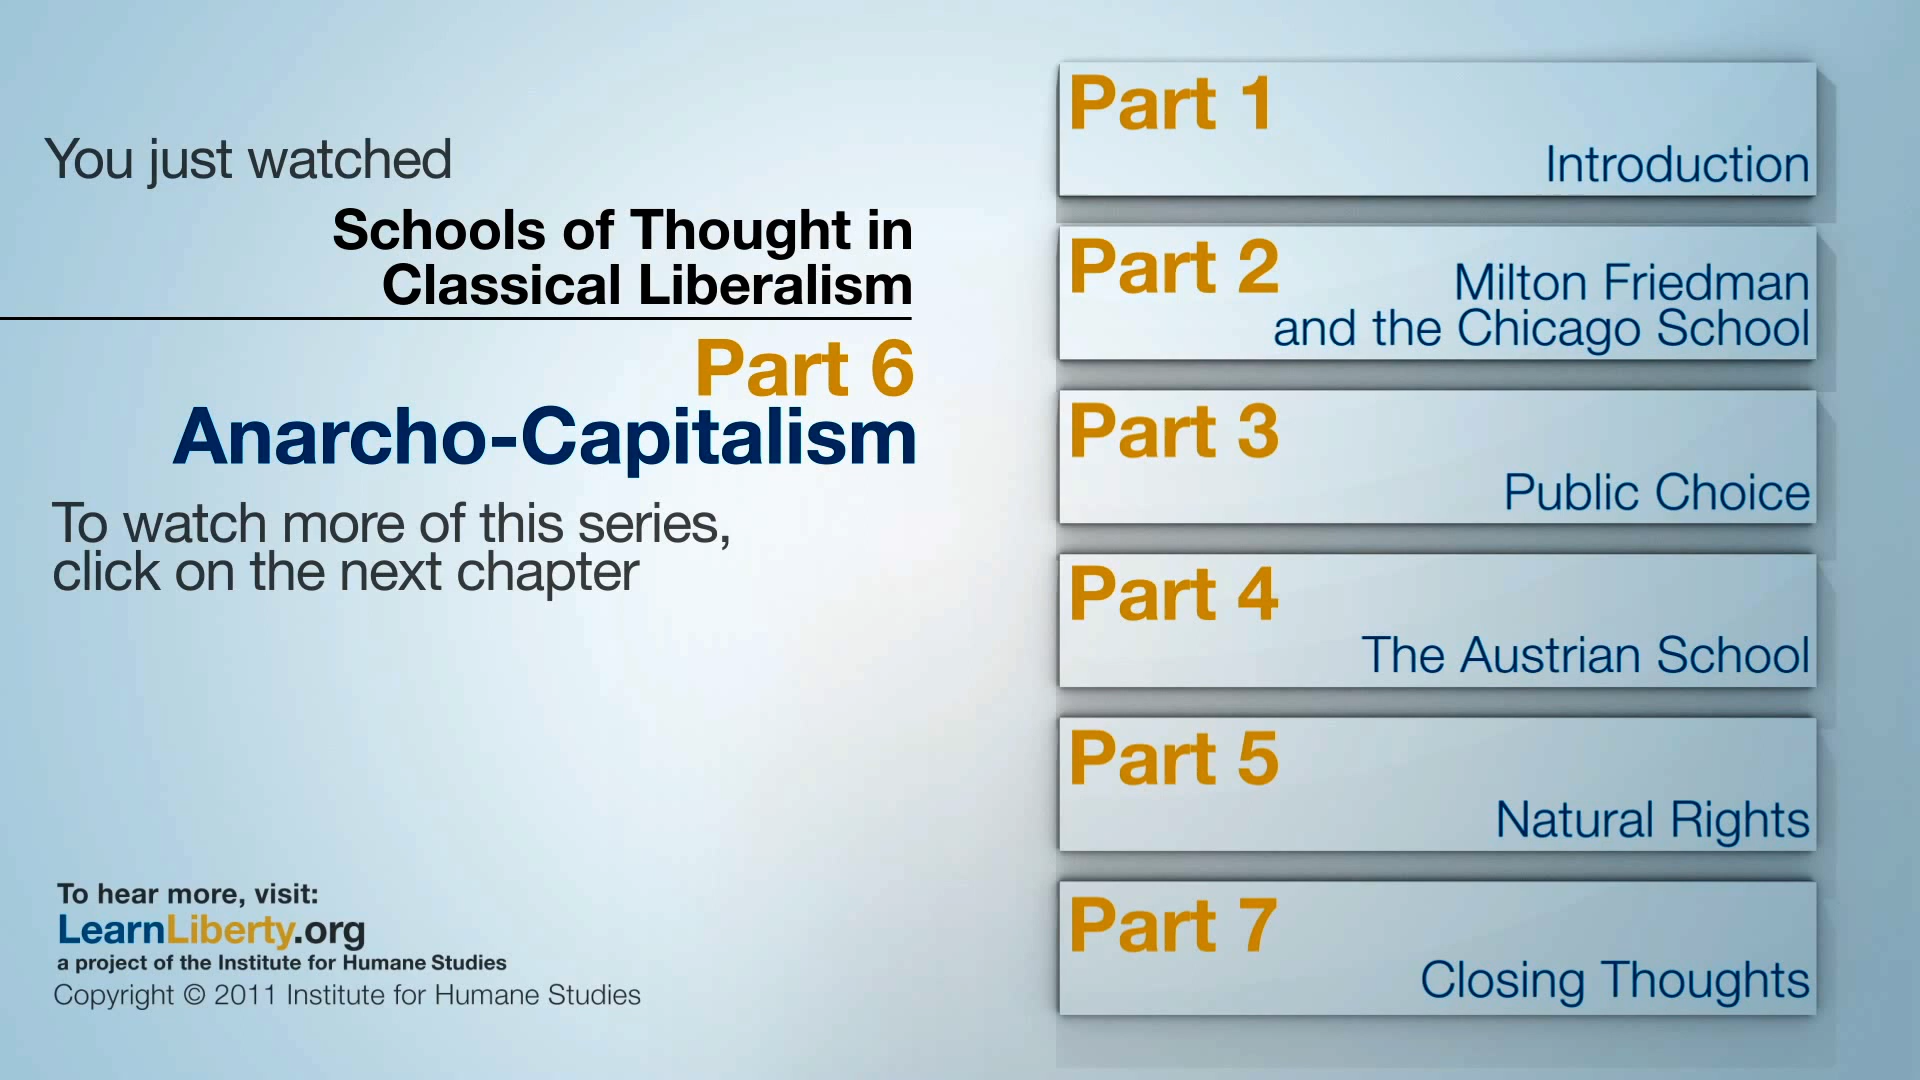 You just watched
Schools of Thought in
Classical Liberalism
Part 6
Anarcho-Capitalism
To watch more of this series,
click on the next chapter
To hear more, visit:
LearnLiberty.org
a project of the Institute for Humane Studies
Copyright © 2011 Institute for Humane Studies
Part 1
Introduction
Part 2
Milton Friedman
and the Chicago School
Part 3
Public Choice
Part 4
The Austrian School
Part 5
Natural Rights
Part 7
Closing Thoughts